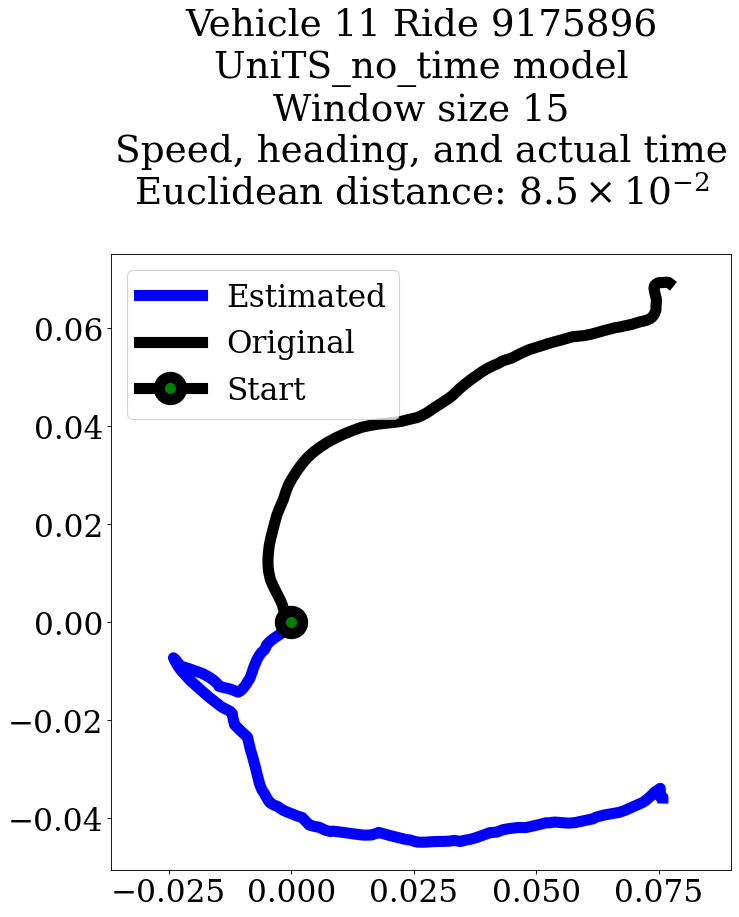 Vehicle 11 Ride 9175896
UniTS_no_time model
Window size 15
Speed, heading, and actual time
Euclidean distance: 8.5 × 10⁻²
Estimated
Original
Start
0.06
0.04
0.02
0.00
−0.02
−0.04
−0.025 0.000 0.025 0.050 0.075